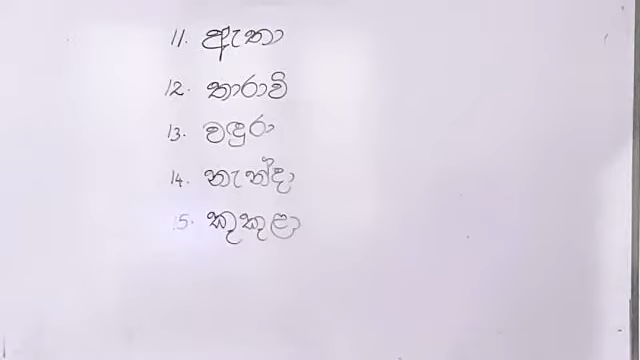 11. ඇතා
12. තාරාවි
13. වඳුරා
14. නැන්දා
15. කුකුළා